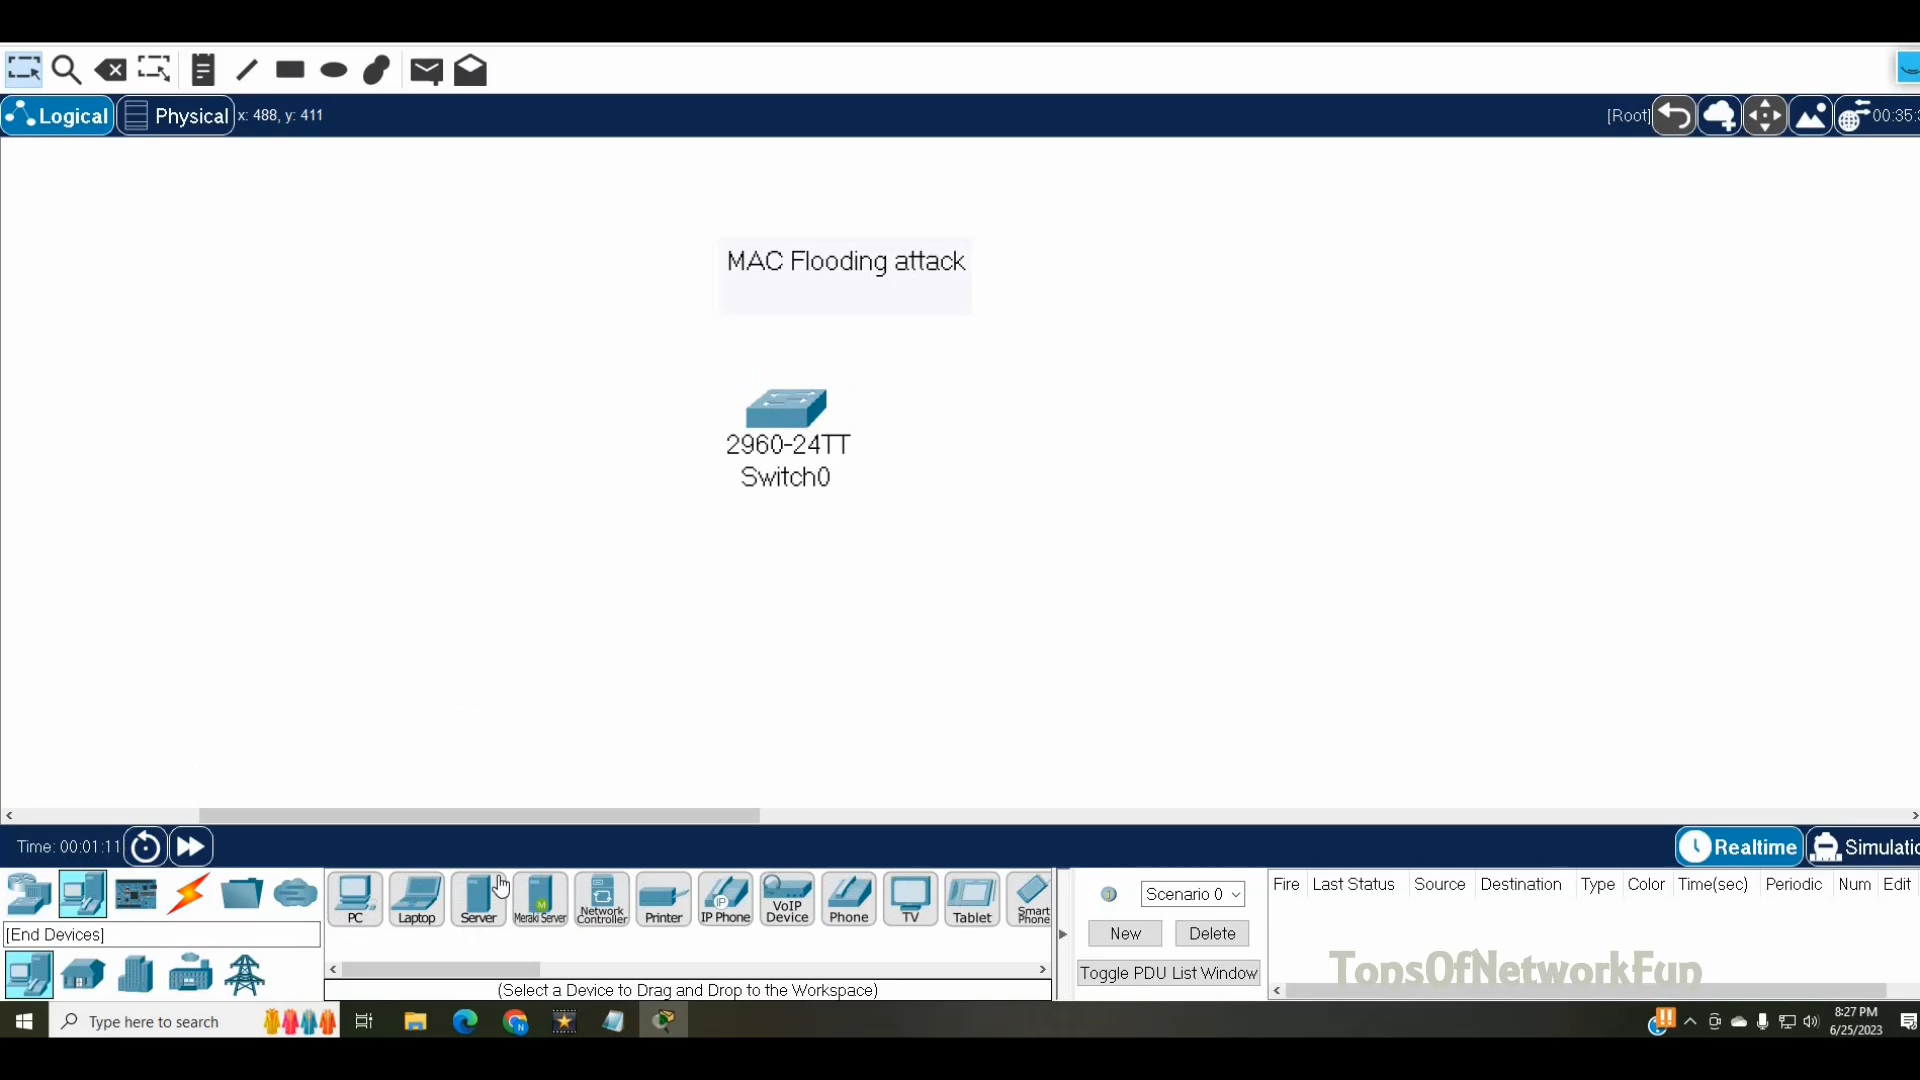 Logical
Physical
x: 488, y: 411
[Root]
00:35:
MAC Flooding attack
2960-24TT
Switch0
Time: 00:01:11
Realtime
Simulatio
[End Devices]
PC
Laptop
Server
Meraki Server
M
Network
Controller
Printer
IP
IP Phone
VoIP
Device
Phone
TV
Tablet
Smart
Phone
(Select a Device to Drag and Drop to the Workspace)
Scenario 0
New
Delete
Toggle PDU List Window
Fire
Last Status
Source
Destination
Type
Color
Time(sec)
Periodic
Num
Edit
TopsOfNetworkFun
Type here to search
8:27 PM
6/25/2023